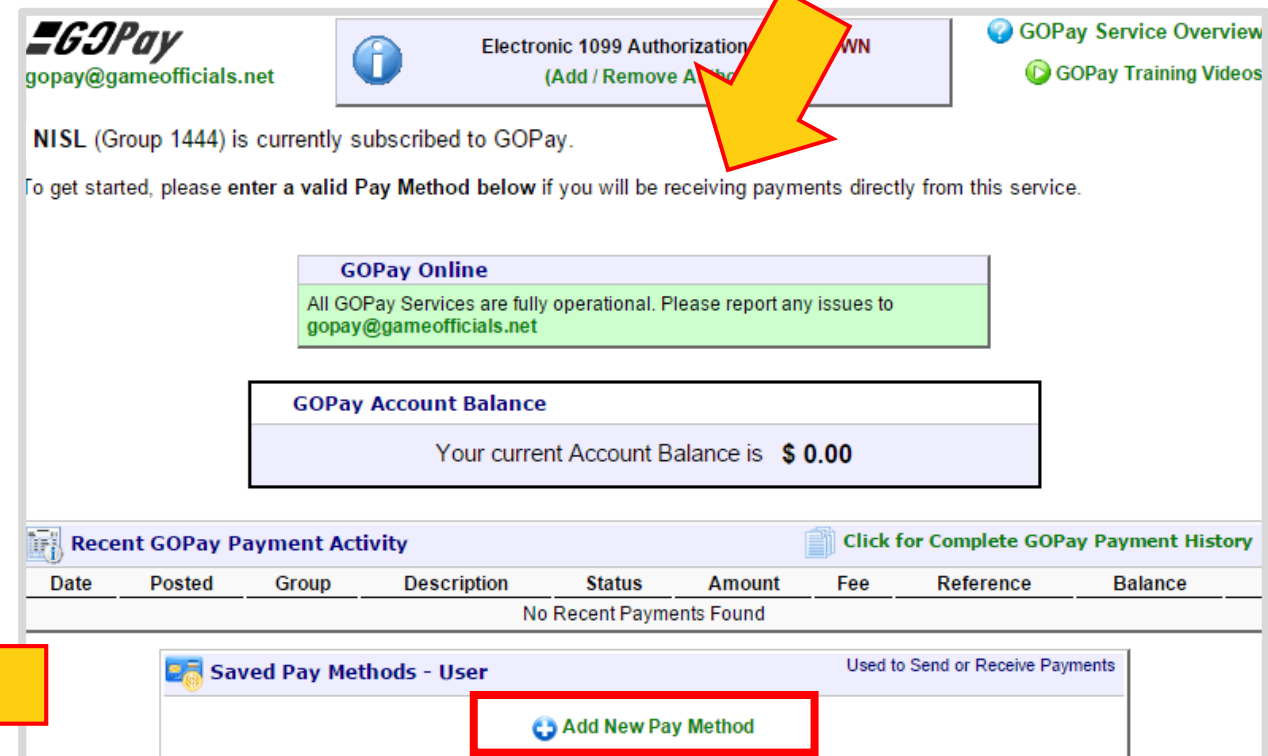 GOPay
gopay@gameofficials.net
Electronic 1099 Authorization
(Add / Remove
GOPay Service Overview
GOPay Training Videos
NISL (Group 1444) is currently subscribed to GOPay.
To get started, please enter a valid Pay Method below if you will be receiving payments directly from this service.
GOPay Online
All GOPay Services are fully operational. Please report any issues to
gopay@gameofficials.net
GOPay Account Balance
Your current Account Balance is $ 0.00
Recent GOPay Payment Activity
Click for Complete GOPay Payment History
Date Posted Group Description Status Amount Fee Reference Balance
No Recent Payments Found
Saved Pay Methods - User
Used to Send or Receive Payments
Add New Pay Method